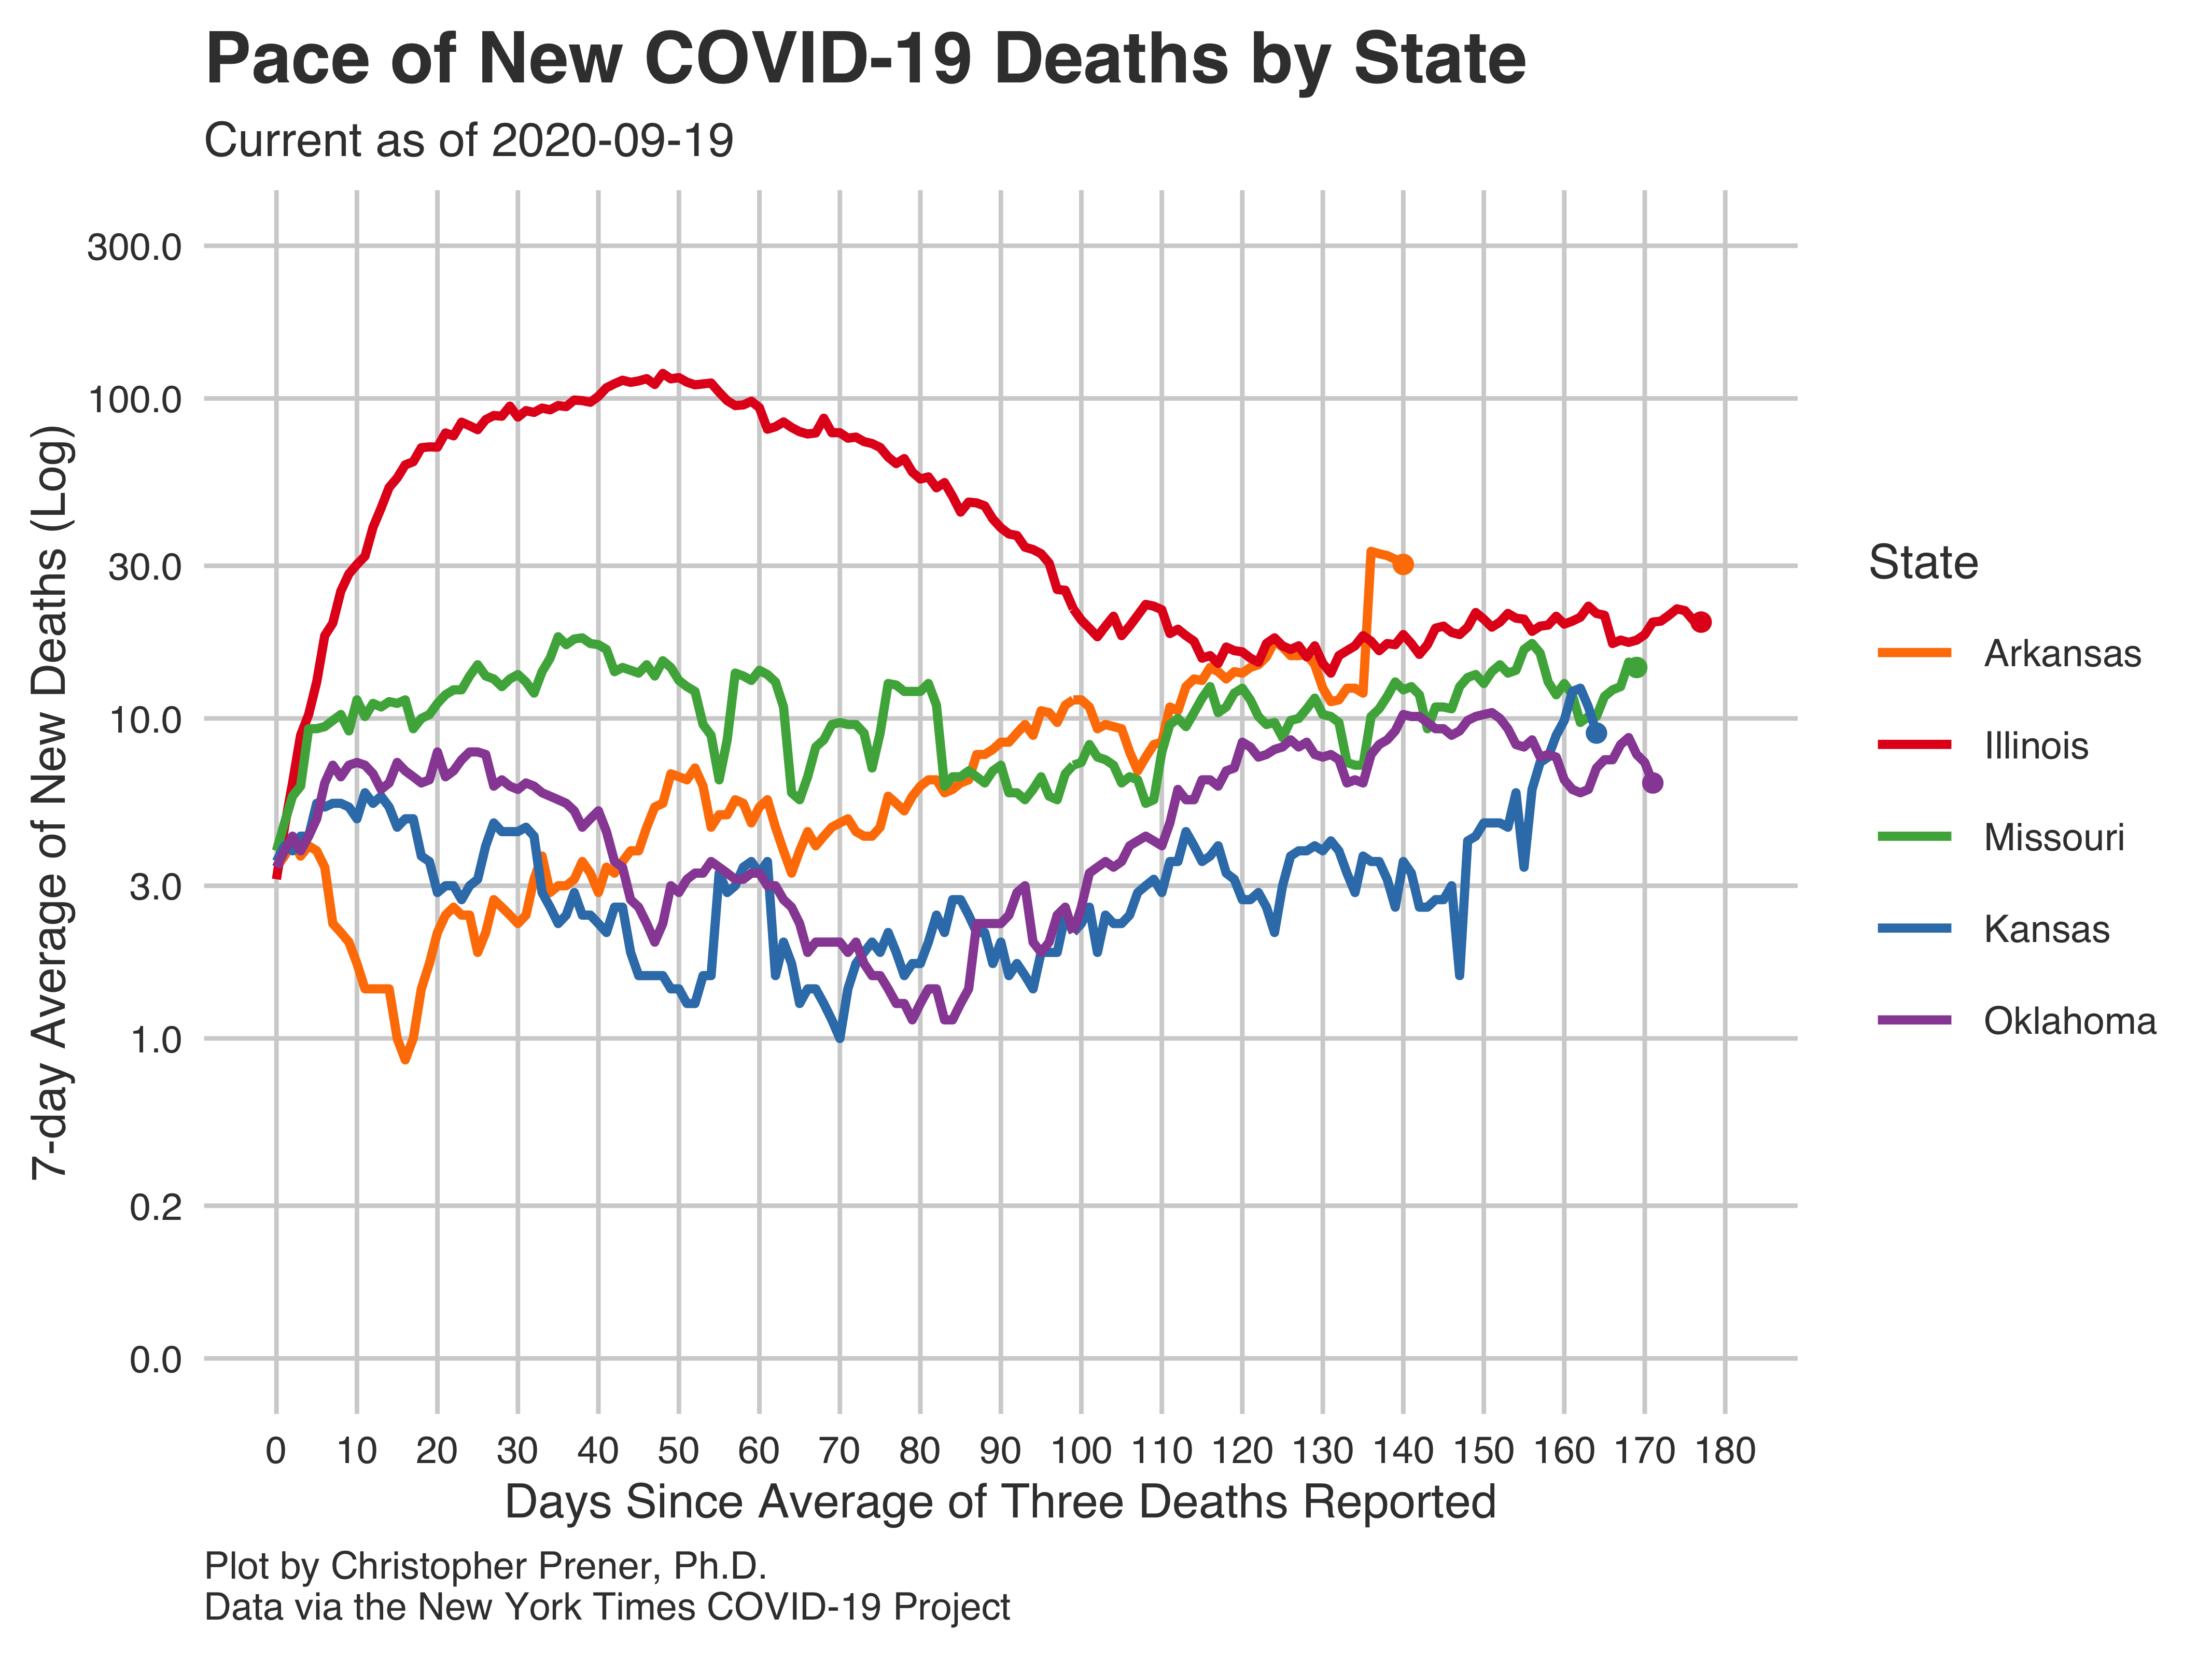 Pace of New COVID-19 Deaths by State
Current as of 2020-09-19
7-day Average of New Deaths (Log)
300.0
100.0
30.0
10.0
3.0
1.0
0.2
0.0
0 10 20 30 40 50 60 70 80 90 100 110 120 130 140 150 160 170 180
Days Since Average of Three Deaths Reported
State
Arkansas
Illinois
Missouri
Kansas
Oklahoma
Plot by Christopher Prener, Ph.D.
Data via the New York Times COVID-19 Project